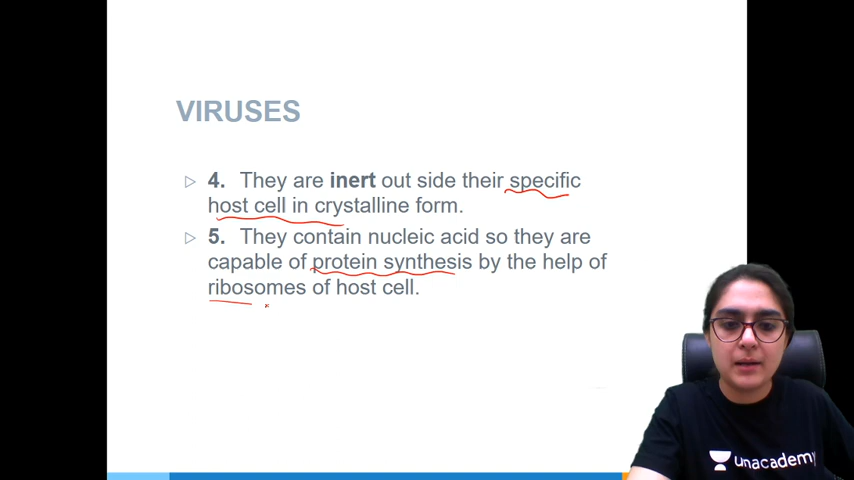 VIRUSES
4. They are inert out side their specific
host cell in crystalline form.
5. They contain nucleic acid so they are
capable of protein synthesis by the help of
ribosomes of host cell.
unacademy